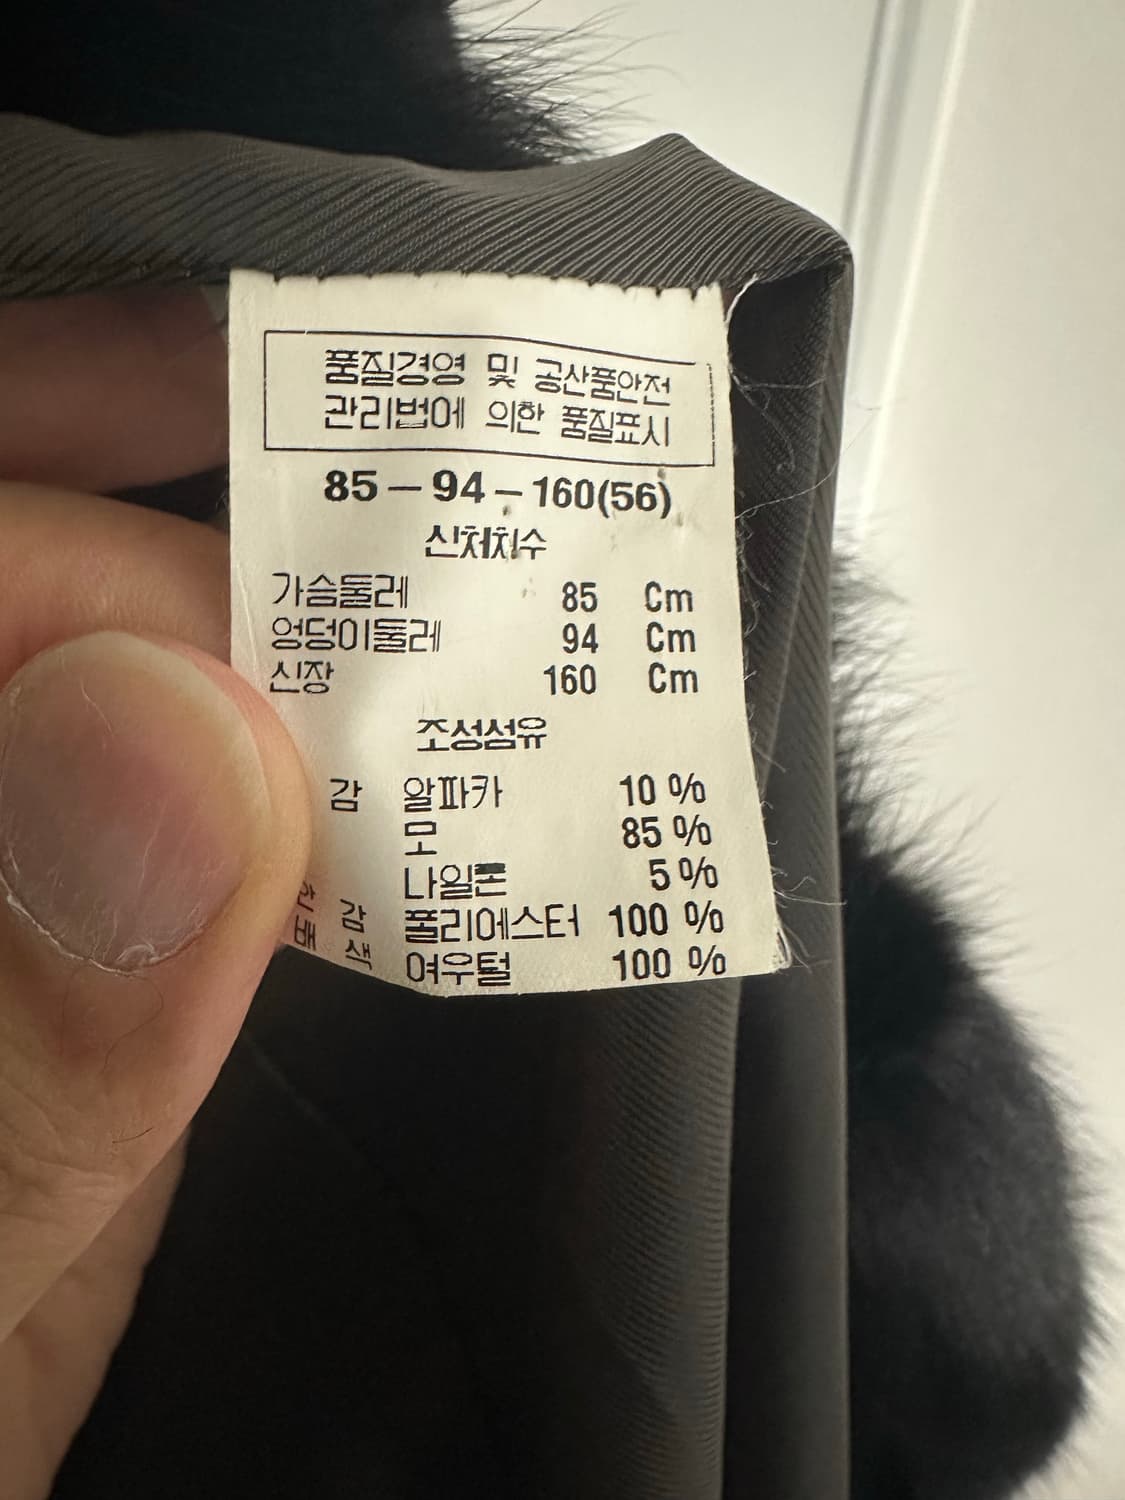 품질경영 및 공산품안전
관리법에 의한 품질표시
85-94-160(56)
신체치수
가슴둘레 85 Cm
엉덩이둘레 94 Cm
신장 160 Cm
조성섬유
감 알파카 10 %
모 85 %
나일론 5 %
안 감 폴리에스터 100 %
배 색 여우털 100 %